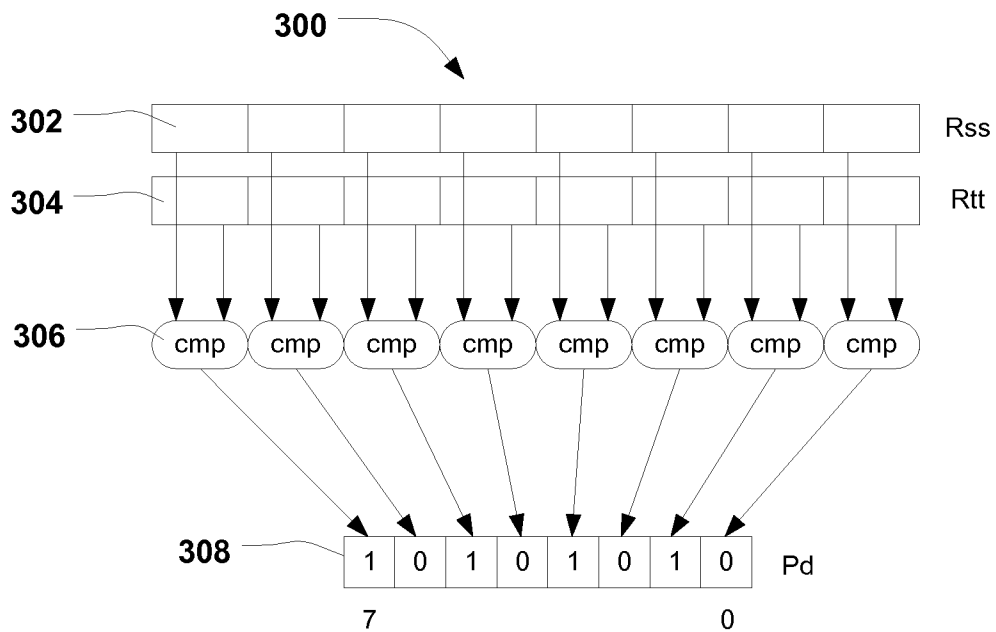 300
302 Rss
304 Rtt
306 cmp cmp cmp cmp cmp cmp cmp cmp
308 1 0 1 0 1 0 1 0 Pd
7 0